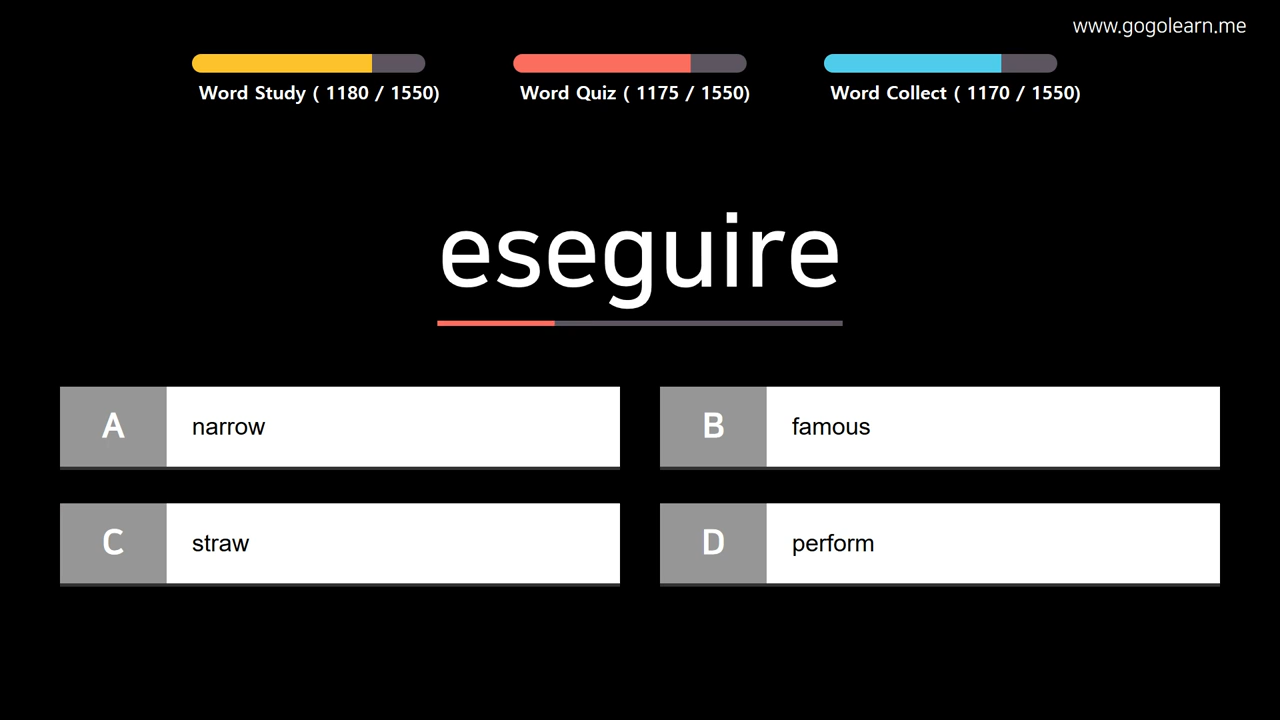 www.gogolearn.me
Word Study ( 1180 / 1550)
Word Quiz ( 1175 / 1550)
Word Collect ( 1170 / 1550)
eseguire
A narrow
B famous
C straw
D perform